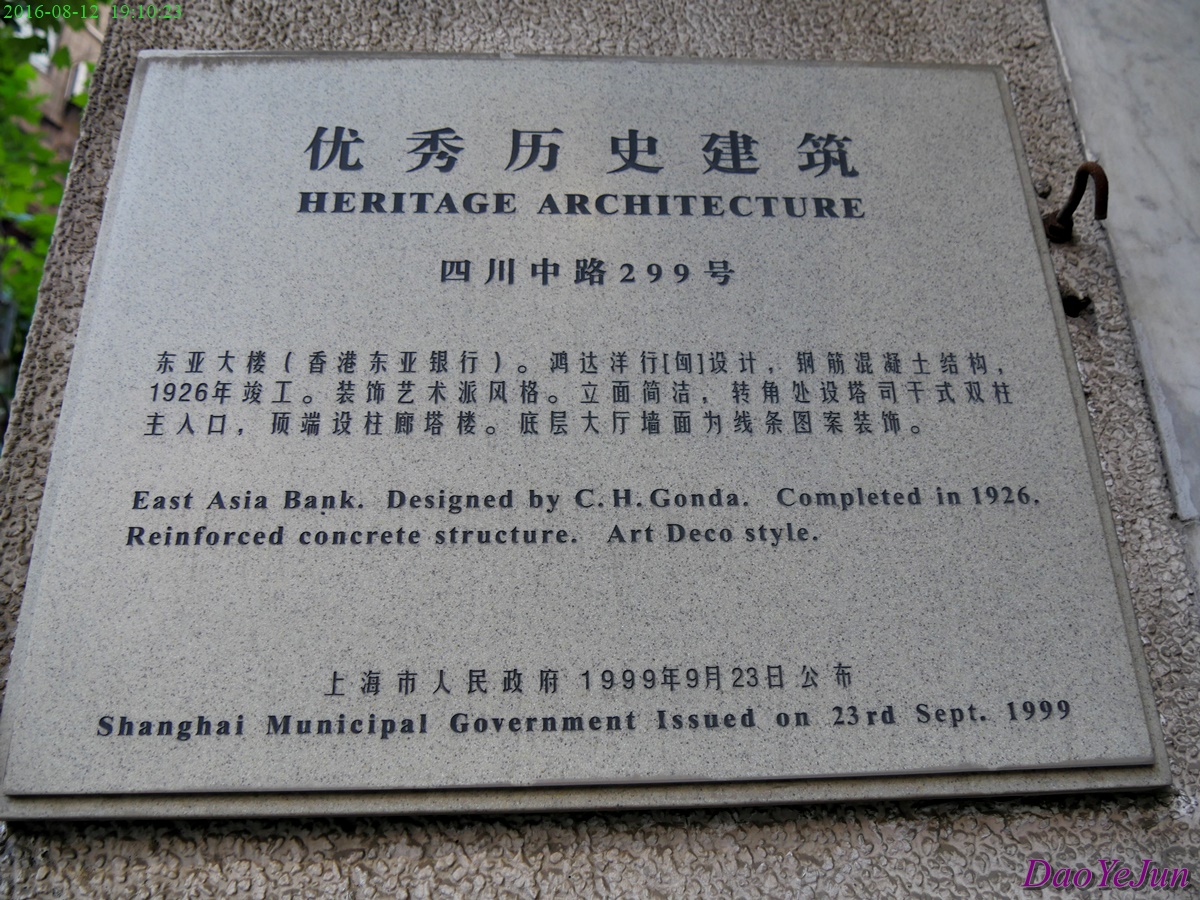 2016-08-12 19:10:23
优秀历史建筑
HERITAGE ARCHITECTURE
四川中路299号
东亚大楼（香港东亚银行）。鸿达洋行[匈]设计，钢筋混凝土结构，
1926年竣工。装饰艺术派风格。立面简洁，转角处设塔司干式双柱
主入口，顶端设柱廊塔楼。底层大厅墙面为线条图案装饰。
East Asia Bank. Designed by C.H.Gonda. Completed in 1926.
Reinforced concrete structure. Art Deco style.
上海市人民政府 1999年9月23日公布
Shanghai Municipal Government Issued on 23rd Sept. 1999
DaoYeJun